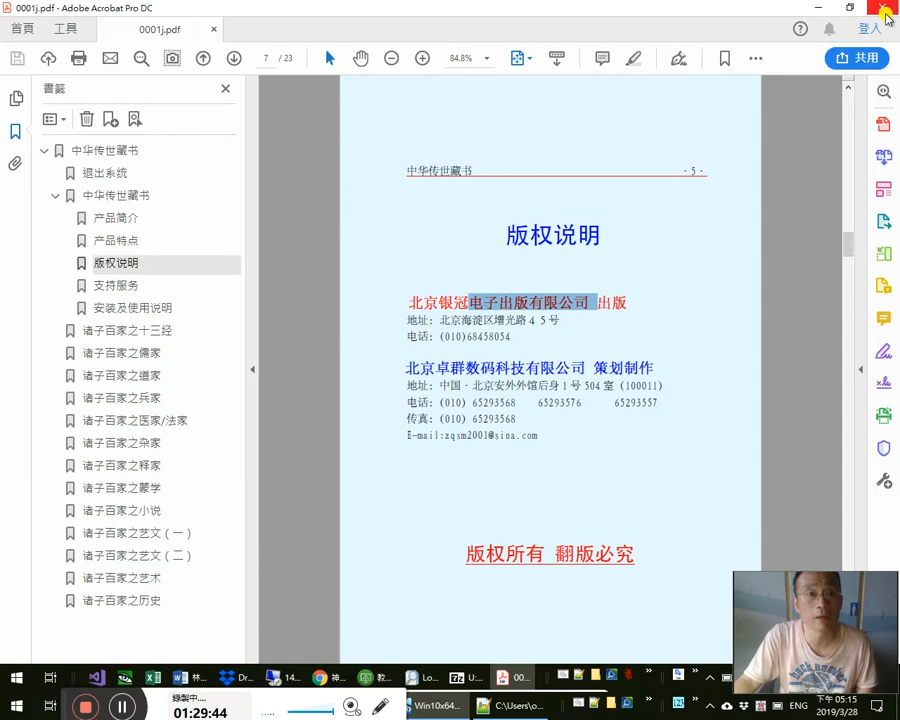 0001j.pdf - Adobe Acrobat Pro DC
首頁 工具 0001j.pdf × 登入
7 / 23 84.8% 共用
書籤
中华传世藏书
退出系统
中华传世藏书
产品简介
产品特点
版权说明
支持服务
安装及使用说明
诸子百家之十三经
诸子百家之儒家
诸子百家之道家
诸子百家之兵家
诸子百家之医家/法家
诸子百家之杂家
诸子百家之释家
诸子百家之蒙学
诸子百家之小说
诸子百家之艺文（一）
诸子百家之艺文（二）
诸子百家之艺术
诸子百家之历史
中华传世藏书 ·5·
版权说明
北京银冠电子出版有限公司 出版
地址: 北京海淀区增光路４５号
电话: (010)68458054
北京卓群数码科技有限公司 策划制作
地址: 中国·北京安外外馆后身1号504室 (100011)
电话: (010) 65293568 65293576 65293557
传真: (010) 65293568
E-mail:zqsm2001@sina.com
版权所有 翻版必究
林... Dr... 14... 神... 教... Lo... U:... 00...
錄製中...
01:29:44
Win10x64... C:\Users\o...
ENG
下午 05:15
2019/3/28